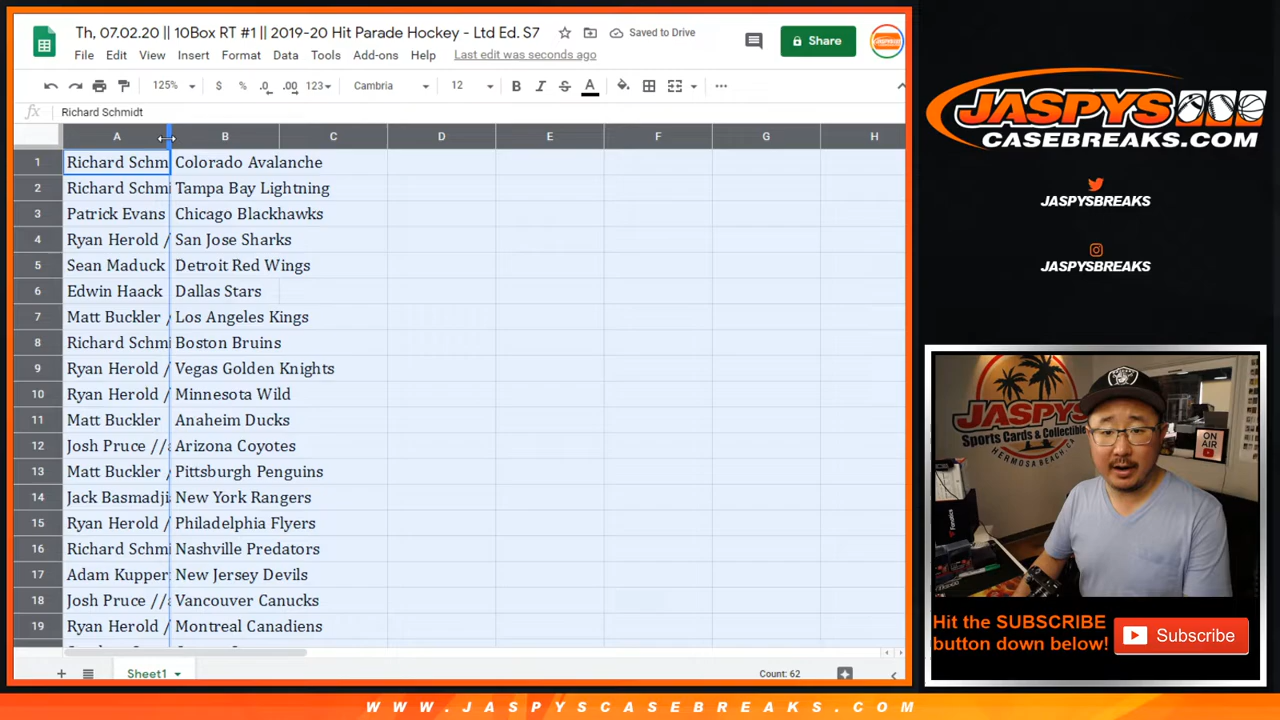 Th, 07.02.20 || 10Box RT #1 || 2019-20 Hit Parade Hockey - Ltd Ed. S7
Saved to Drive
Share
File Edit View Insert Format Data Tools Add-ons Help Last edit was seconds ago
125% $ % .0 .00 123 Cambria 12 B I S A
fx Richard Schmidt
A B C D E F G H
1 Richard Schm Colorado Avalanche
2 Richard Schmi Tampa Bay Lightning
3 Patrick Evans Chicago Blackhawks
4 Ryan Herold / San Jose Sharks
5 Sean Maduck Detroit Red Wings
6 Edwin Haack Dallas Stars
7 Matt Buckler / Los Angeles Kings
8 Richard Schmi Boston Bruins
9 Ryan Herold / Vegas Golden Knights
10 Ryan Herold / Minnesota Wild
11 Matt Buckler Anaheim Ducks
12 Josh Pruce //a Arizona Coyotes
13 Matt Buckler / Pittsburgh Penguins
14 Jack Basmadji New York Rangers
15 Ryan Herold / Philadelphia Flyers
16 Richard Schmi Nashville Predators
17 Adam Kupper New Jersey Devils
18 Josh Pruce //a Vancouver Canucks
19 Ryan Herold / Montreal Canadiens
Sheet1
Count: 62
JASPYS
CASEBREAKS.COM
JASPYSBREAKS
JASPYSBREAKS
JASPYS
Sports Cards & Collectible
HERMOSA BEACH, CA
ON AIR
Hit the SUBSCRIBE
button down below!
Subscribe
WWW.JASPYSCASEBREAKS.COM